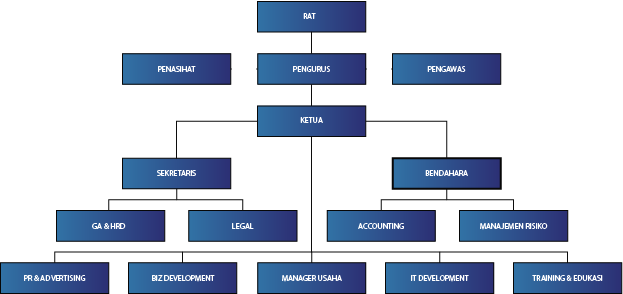 RAT
PENASIHAT
PENGURUS
PENGAWAS
KETUA
SEKRETARIS
BENDAHARA
GA & HRD
LEGAL
ACCOUNTING
MANAJEMEN RISIKO
PR & ADVERTISING
BIZ DEVELOPMENT
MANAGER USAHA
IT DEVELOPMENT
TRAINING & EDUKASI